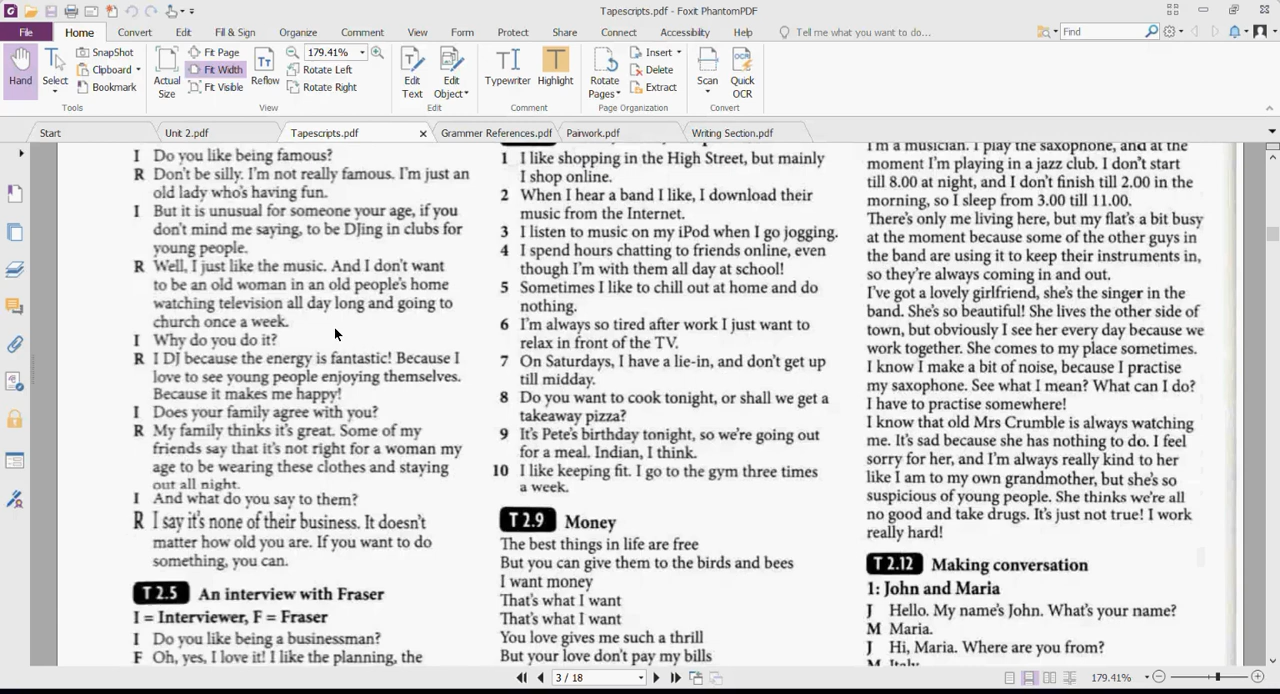 Tapescripts.pdf - Foxit PhantomPDF
File
Home
Convert
Edit
Fill & Sign
Organize
Comment
View
Form
Protect
Share
Connect
Accessibility
Help
Tell me what you want to do...
Find
Hand
Select
SnapShot
Clipboard
Bookmark
Tools
Actual Size
Fit Page
Fit Width
Fit Visible
Reflow
179.41%
Rotate Left
Rotate Right
View
Edit Text
Edit Object
Edit
Typewriter
Highlight
Comment
Rotate Pages
Insert
Delete
Extract
Page Organization
Scan
Quick OCR
Convert
Start
Unit 2.pdf
Tapescripts.pdf
Grammer References.pdf
Pairwork.pdf
Writing Section.pdf
I Do you like being famous?
R Don't be silly. I'm not really famous. I'm just an
old lady who's having fun.
I But it is unusual for someone your age, if you
don't mind me saying, to be DJing in clubs for
young people.
R Well, I just like the music. And I don't want
to be an old woman in an old people's home
watching television all day long and going to
church once a week.
I Why do you do it?
R I DJ because the energy is fantastic! Because I
love to see young people enjoying themselves.
Because it makes me happy!
I Does your family agree with you?
R My family thinks it's great. Some of my
friends say that it's not right for a woman my
age to be wearing these clothes and staying
out all night.
I And what do you say to them?
R I say it's none of their business. It doesn't
matter how old you are. If you want to do
something, you can.
T 2.5 An interview with Fraser
I = Interviewer, F = Fraser
I Do you like being a businessman?
F Oh, yes, I love it! I like the planning, the
1 I like shopping in the High Street, but mainly
I shop online.
2 When I hear a band I like, I download their
music from the Internet.
3 I listen to music on my iPod when I go jogging.
4 I spend hours chatting to friends online, even
though I'm with them all day at school!
5 Sometimes I like to chill out at home and do
nothing.
6 I'm always so tired after work I just want to
relax in front of the TV.
7 On Saturdays, I have a lie-in, and don't get up
till midday.
8 Do you want to cook tonight, or shall we get a
takeaway pizza?
9 It's Pete's birthday tonight, so we're going out
for a meal. Indian, I think.
10 I like keeping fit. I go to the gym three times
a week.
T 2.9 Money
The best things in life are free
But you can give them to the birds and bees
I want money
That's what I want
That's what I want
You love gives me such a thrill
But your love don't pay my bills
I'm a musician. I play the saxophone, and at the
moment I'm playing in a jazz club. I don't start
till 8.00 at night, and I don't finish till 2.00 in the
morning, so I sleep from 3.00 till 11.00.
There's only me living here, but my flat's a bit busy
at the moment because some of the other guys in
the band are using it to keep their instruments in,
so they're always coming in and out.
I've got a lovely girlfriend, she's the singer in the
band. She's so beautiful! She lives the other side of
town, but obviously I see her every day because we
work together. She comes to my place sometimes.
I know I make a bit of noise, because I practise
my saxophone. See what I mean? What can I do?
I have to practise somewhere!
I know that old Mrs Crumble is always watching
me. It's sad because she has nothing to do. I feel
sorry for her, and I'm always really kind to her
like I am to my own grandmother, but she's so
suspicious of young people. She thinks we're all
no good and take drugs. It's just not true! I work
really hard!
T 2.12 Making conversation
1: John and Maria
J Hello. My name's John. What's your name?
M Maria.
J Hi, Maria. Where are you from?
M Italy.
3 / 18
179.41%